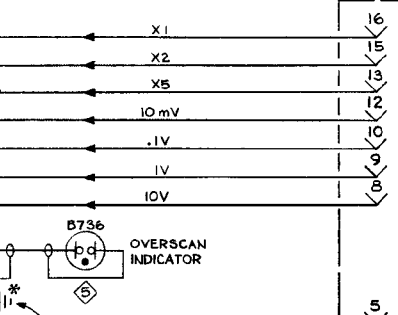 16
X1
15
X2
13
X5
12
10 mV
10
.1V
9
1V
8
10V
B736
OVERSCAN
INDICATOR
5
*
5